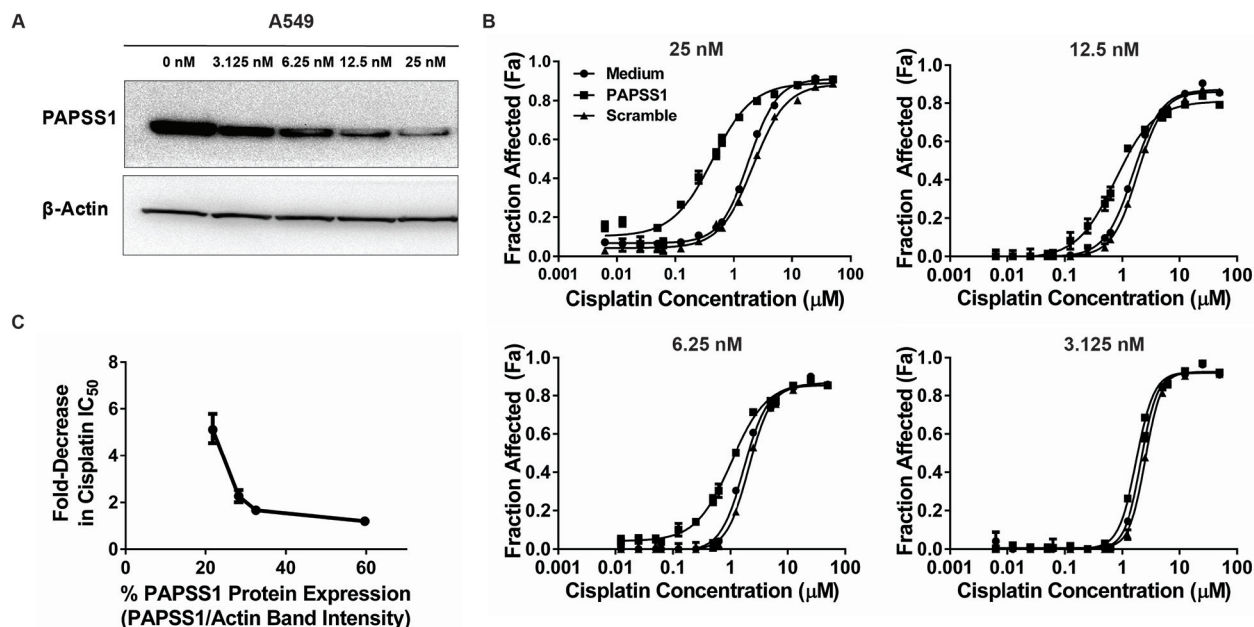 A
A549
0 nM 3.125 nM 6.25 nM 12.5 nM 25 nM
PAPSS1
β-Actin
B
25 nM
Fraction Affected (Fa)
1.0
0.8
0.6
0.4
0.2
0.0
Medium
PAPSS1
Scramble
0.001 0.01 0.1 1 10 100
Cisplatin Concentration (μM)
12.5 nM
Fraction Affected (Fa)
1.0
0.8
0.6
0.4
0.2
0.0
0.001 0.01 0.1 1 10 100
Cisplatin Concentration (μM)
6.25 nM
Fraction Affected (Fa)
1.0
0.8
0.6
0.4
0.2
0.0
0.001 0.01 0.1 1 10 100
Cisplatin Concentration (μM)
3.125 nM
Fraction Affected (Fa)
1.0
0.8
0.6
0.4
0.2
0.0
0.001 0.01 0.1 1 10 100
Cisplatin Concentration (μM)
C
Fold-Decrease
in Cisplatin IC50
8
6
4
2
0
0 20 40 60
% PAPSS1 Protein Expression
(PAPSS1/Actin Band Intensity)